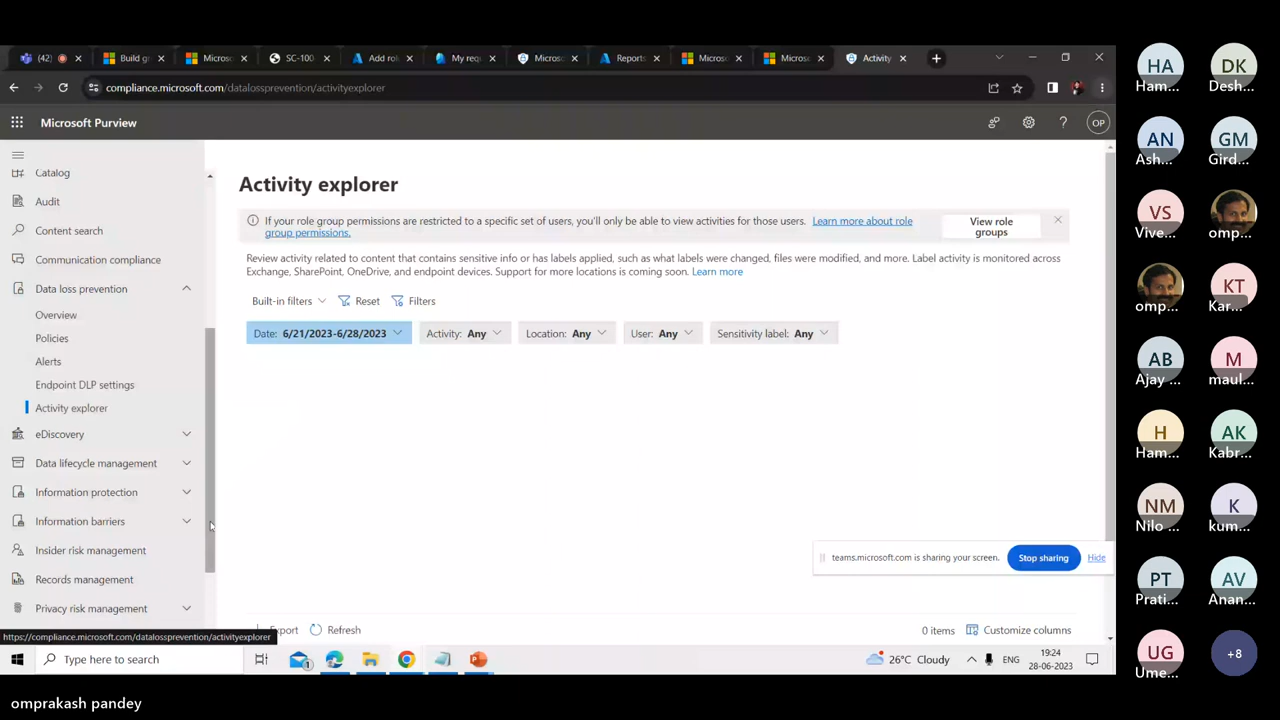 (42)
Build gr
Microso
SC-100
Add rol
My requ
Microso
Reports
Microso
Microso
Activity
compliance.microsoft.com/datalossprevention/activityexplorer
Microsoft Purview
OP
Catalog
Audit
Content search
Communication compliance
Data loss prevention
Overview
Policies
Alerts
Endpoint DLP settings
Activity explorer
eDiscovery
Data lifecycle management
Information protection
Information barriers
Insider risk management
Records management
Privacy risk management
https://compliance.microsoft.com/datalossprevention/activityexplorer
Activity explorer
If your role group permissions are restricted to a specific set of users, you'll only be able to view activities for those users. Learn more about role
group permissions.
View role
groups
Review activity related to content that contains sensitive info or has labels applied, such as what labels were changed, files were modified, and more. Label activity is monitored across
Exchange, SharePoint, OneDrive, and endpoint devices. Support for more locations is coming soon. Learn more
Built-in filters
Reset
Filters
Date: 6/21/2023-6/28/2023
Activity: Any
Location: Any
User: Any
Sensitivity label: Any
teams.microsoft.com is sharing your screen.
Stop sharing
Hide
Export
Refresh
0 items
Customize columns
Type here to search
1
26°C Cloudy
ENG
19:24
28-06-2023
HA
Ham...
DK
Desh...
AN
Ash...
GM
Gird...
VS
Vive...
omp...
omp...
KT
Kar...
AB
Ajay ...
M
maul...
H
Ham...
AK
Kabr...
NM
Nilo ...
K
kum...
PT
Prati...
AV
Anan...
UG
Ume...
+8
omprakash pandey